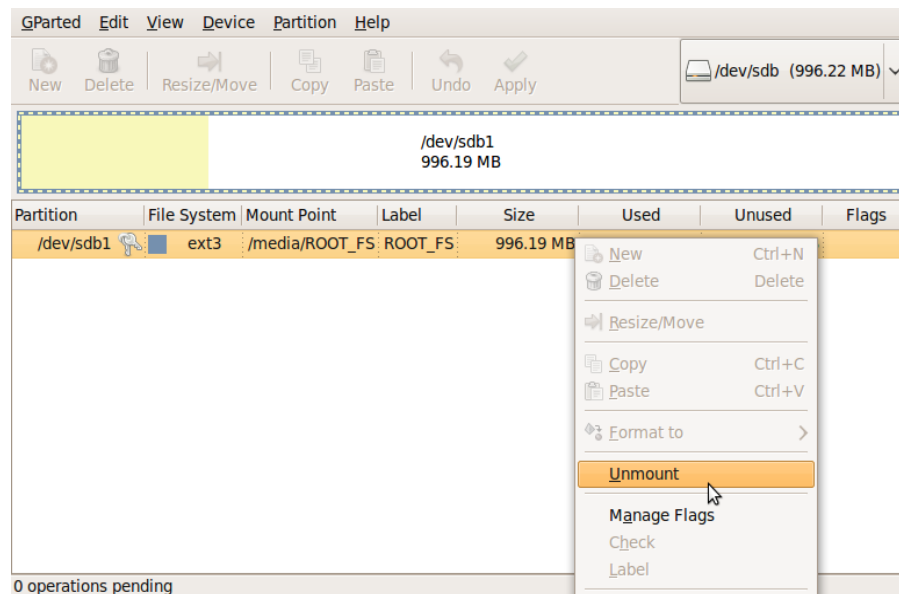 GParted Edit View Device Partition Help
New Delete Resize/Move Copy Paste Undo Apply /dev/sdb (996.22 MB)
/dev/sdb1
996.19 MB
Partition File System Mount Point Label Size Used Unused Flags
/dev/sdb1 ext3 /media/ROOT_FS ROOT_FS 996.19 MB
New Ctrl+N
Delete Delete
Resize/Move
Copy Ctrl+C
Paste Ctrl+V
Format to
Unmount
Manage Flags
Check
Label
0 operations pending